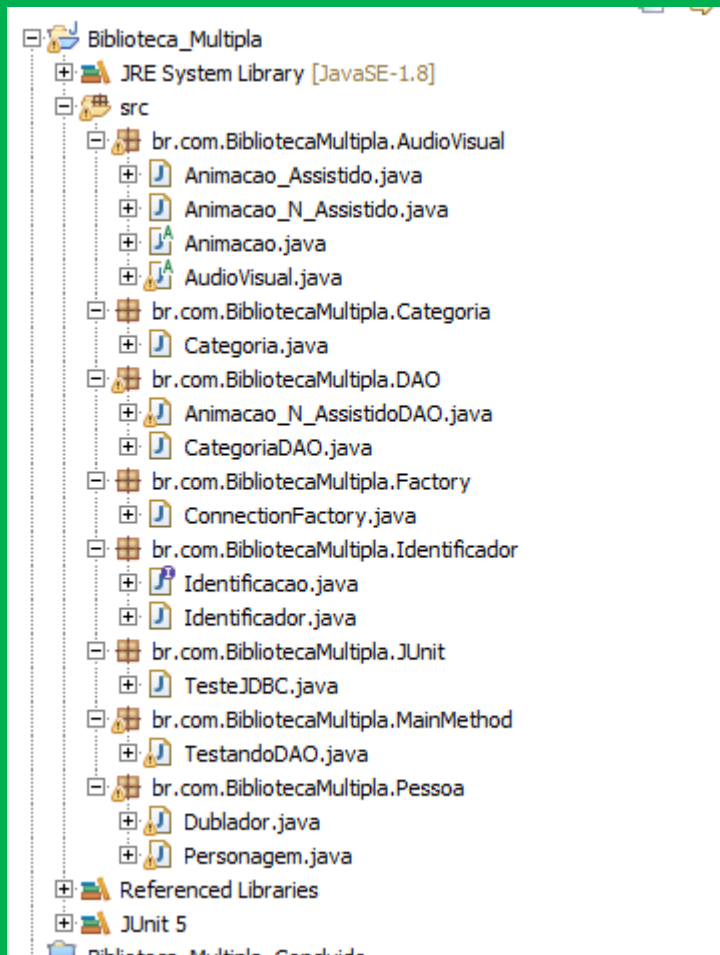 Biblioteca_Multipla
JRE System Library [JavaSE-1.8]
src
br.com.BibliotecaMultipla.AudioVisual
Animacao_Assistido.java
Animacao_N_Assistido.java
Animacao.java
AudioVisual.java
br.com.BibliotecaMultipla.Categoria
Categoria.java
br.com.BibliotecaMultipla.DAO
Animacao_N_AssistidoDAO.java
CategoriaDAO.java
br.com.BibliotecaMultipla.Factory
ConnectionFactory.java
br.com.BibliotecaMultipla.Identificador
Identificacao.java
Identificador.java
br.com.BibliotecaMultipla.JUnit
TesteJDBC.java
br.com.BibliotecaMultipla.MainMethod
TestandoDAO.java
br.com.BibliotecaMultipla.Pessoa
Dublador.java
Personagem.java
Referenced Libraries
JUnit 5